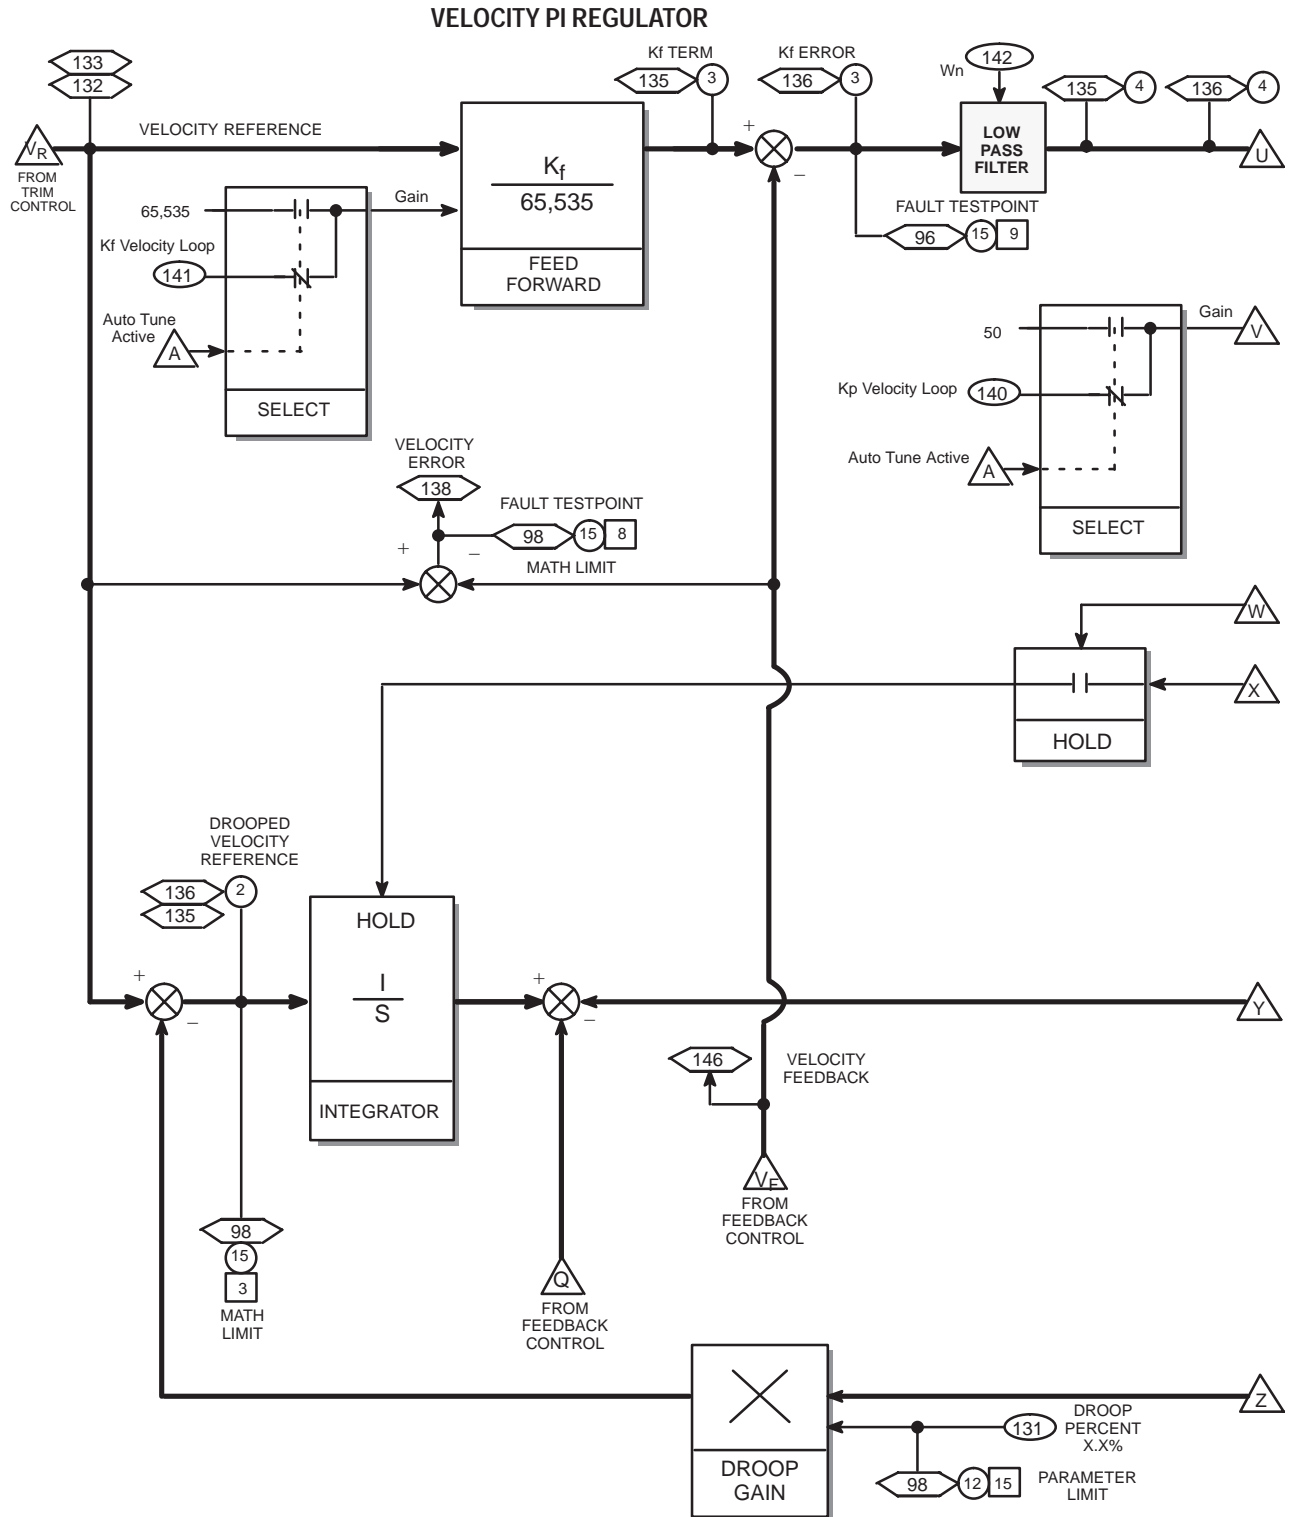 VELOCITY PI REGULATOR
133
132
Kf TERM
135
3
Kf ERROR
136
3
Wn
142
135
4
136
4
VR
FROM
TRIM
CONTROL
VELOCITY REFERENCE
Kf
65,535
FEED
FORWARD
+
−
LOW
PASS
FILTER
U
65,535
Gain
Kf Velocity Loop
141
Auto Tune
Active
A
SELECT
FAULT TESTPOINT
96
15
9
50
Gain
V
Kp Velocity Loop
140
Auto Tune Active
A
SELECT
VELOCITY
ERROR
138
FAULT TESTPOINT
98
15
8
MATH LIMIT
+
−
W
X
HOLD
DROOPED
VELOCITY
REFERENCE
136
2
135
HOLD
I
S
INTEGRATOR
+
−
+
−
Y
146
VELOCITY
FEEDBACK
VF
FROM
FEEDBACK
CONTROL
98
15
3
MATH
LIMIT
Q
FROM
FEEDBACK
CONTROL
DROOP
GAIN
Z
131
DROOP
PERCENT
X.X%
98
12
15
PARAMETER
LIMIT